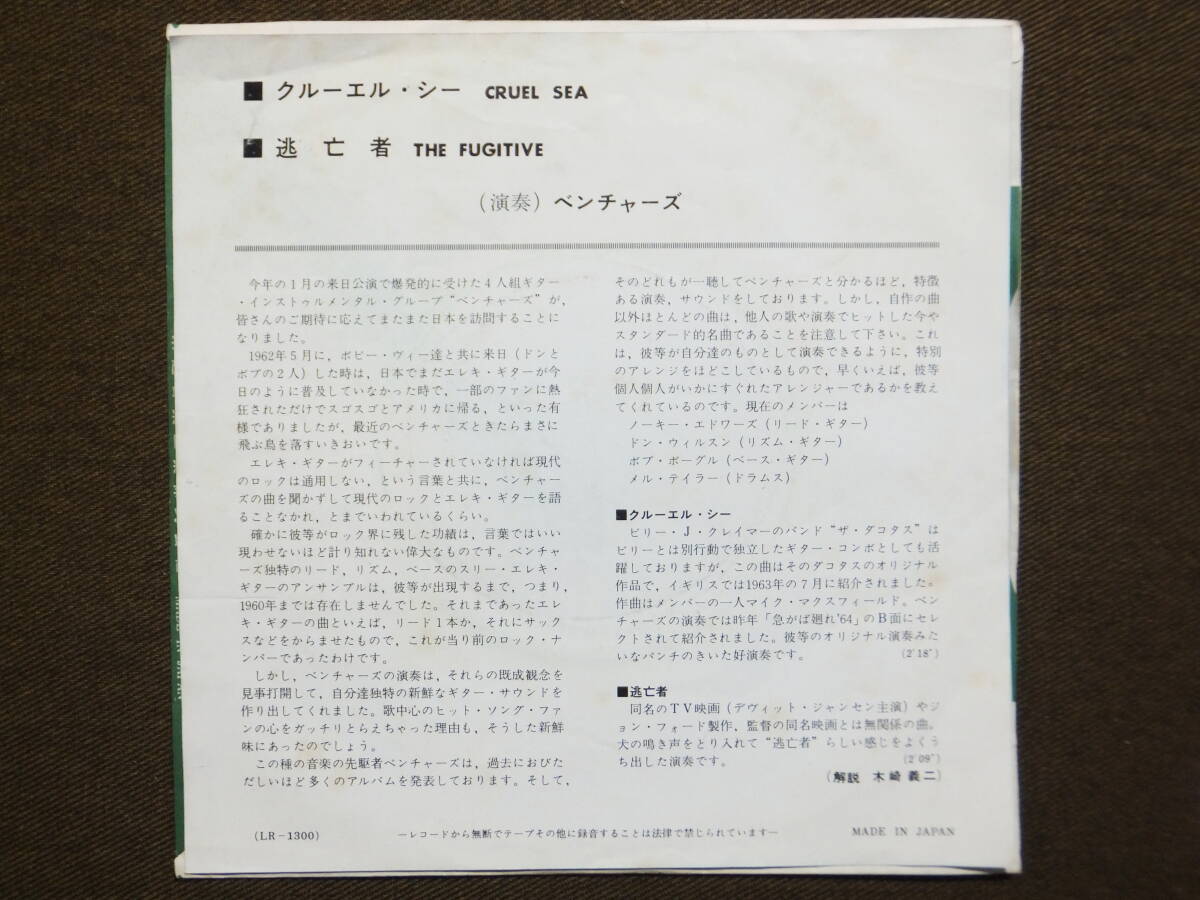 ■ クルーエル・シー CRUEL SEA
■ 逃亡者 THE FUGITIVE
(演奏) ベンチャーズ
今年の1月の来日公演で爆発的に受けた4人組ギター
・インストゥルメンタル・グループ“ベンチャーズ”が,
皆さんのご期待に応えてまたまた日本を訪問することに
なりました。
1962年5月に, ボビー・ヴィー達と共に来日 (ドンと
ボブの2人) した時は, 日本でまだエレキ・ギターが今
日のように普及していなかった時で, 一部のファンに熱
狂されただけでスゴスゴとアメリカに帰る, といった有
様でありましたが, 最近のベンチャーズときたらまさに
飛ぶ鳥を落すいきおいです。
エレキ・ギターがフィーチャーされていなければ現代
のロックは通用しない, という言葉と共に, ベンチャー
ズの曲を聞かずして現代のロックとエレキ・ギターを語
ることなかれ, とまでいわれているくらい。
確かに彼等がロック界に残した功績は, 言葉ではいい
現わせないほど計り知れない偉大なものです。ベンチャ
ーズ独特のリード, リズム, ベースのスリー・エレキ・
ギターのアンサンブルは, 彼等が出現するまで, つまり,
1960年までは存在しませんでした。それまであったエレ
キ・ギターの曲といえば, リード1本か, それにサック
スなどをからませたもので, これが当り前のロック・ナ
ンバーであったわけです。
しかし, ベンチャーズの演奏は, それらの既成観念を
見事打開して, 自分達独特の新鮮なギター・サウンドを
作り出してくれました。歌中心のヒット・ソング・ファ
ンの心をガッチリとらえちゃった理由も, そうした新鮮
味にあったのでしょう。
この種の音楽の先駆者ベンチャーズは, 過去におびた
だしいほど多くのアルバムを発表しております。そして,
そのどれもが一聴してベンチャーズと分かるほど, 特徴
ある演奏, サウンドをしております。しかし, 自作の曲
以外ほとんどの曲は, 他人の歌や演奏でヒットした今や
スタンダード的名曲であることを注意して下さい。これ
は, 彼等が自分達のものとして演奏できるように, 特別
のアレンジをほどこしているもので, 早くいえば, 彼等
個人個人がいかにすぐれたアレンジャーであるかを教え
てくれているのです。現在のメンバーは
ノーキー・エドワーズ (リード・ギター)
ドン・ウィルスン (リズム・ギター)
ボブ・ボーグル (ベース・ギター)
メル・テイラー (ドラムス)
■クルーエル・シー
ビリー・J・クレイマーのバンド “ザ・ダコタス” は
ビリーとは別行動で独立したギター・コンボとしても活
躍しておりますが, この曲はそのダコタスのオリジナル
作品で, イギリスでは1963年の7月に紹介されました。
作曲はメンバーの一人マイク・マクスフィールド。ベン
チャーズの演奏では昨年「急がば廻れ'64」のB面にセレ
クトされて紹介されました。彼等のオリジナル演奏みた
いなパンチのきいた好演奏です。 (2′18″)
■逃亡者
同名のTV映画 (デヴィット・ジャンセン主演) やジ
ョン・フォード製作, 監督の同名映画とは無関係の曲。
犬の鳴き声をとり入れて “逃亡者” らしい感じをよくう
ち出した演奏です。 (2′09″)
(解説 木崎義二)
(LR-1300)
—レコードから無断でテープその他に録音することは法律で禁じられています—
MADE IN JAPAN